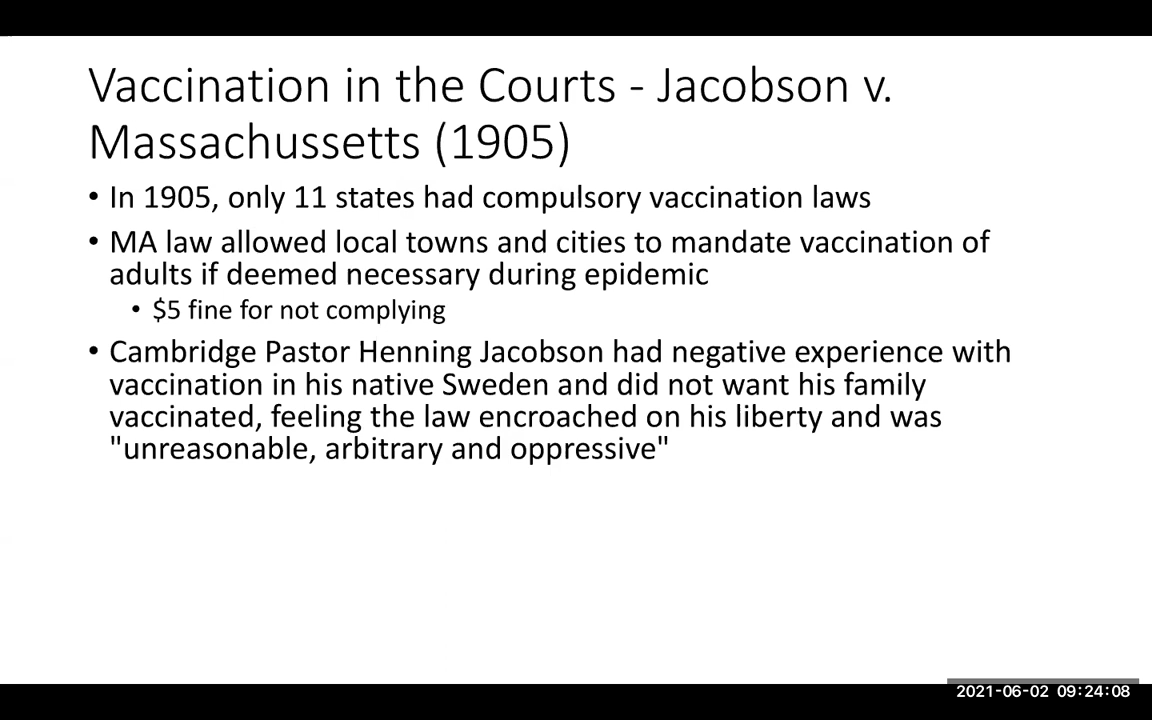 Vaccination in the Courts - Jacobson v.
Massachussetts (1905)
• In 1905, only 11 states had compulsory vaccination laws
• MA law allowed local towns and cities to mandate vaccination of
adults if deemed necessary during epidemic
• $5 fine for not complying
• Cambridge Pastor Henning Jacobson had negative experience with
vaccination in his native Sweden and did not want his family
vaccinated, feeling the law encroached on his liberty and was
"unreasonable, arbitrary and oppressive"
2021-06-02 09:24:08